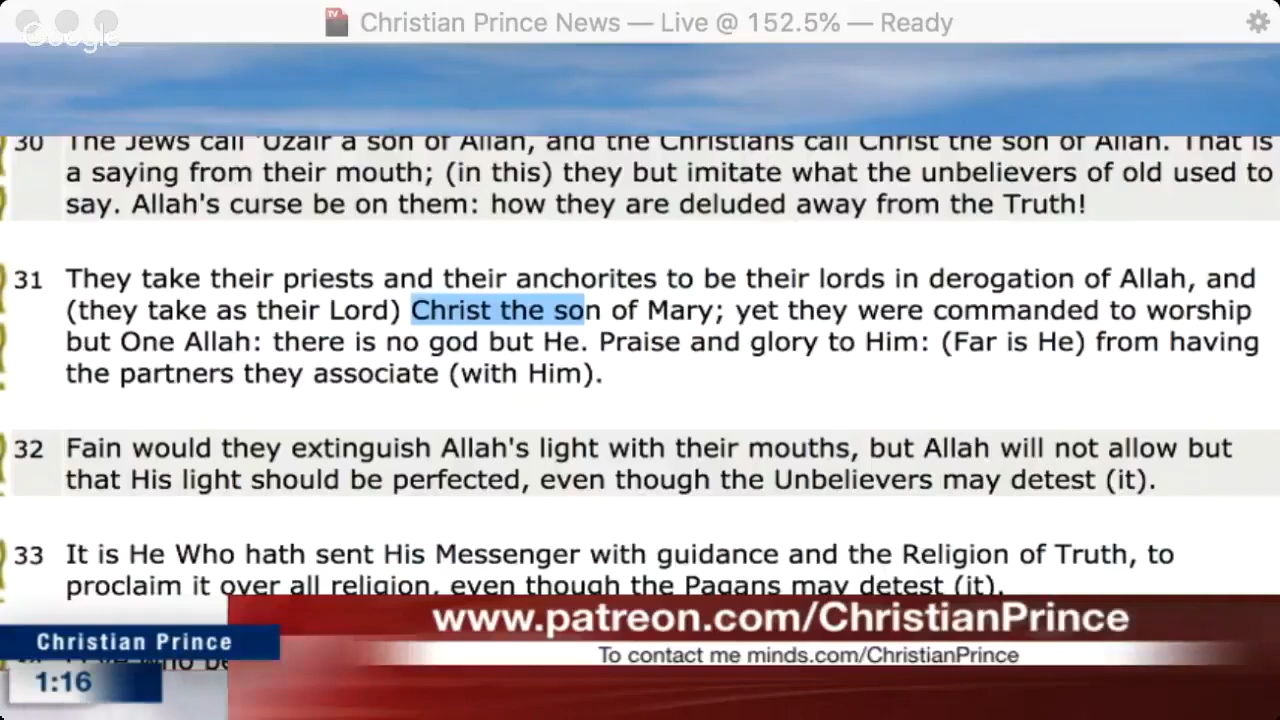 Christian Prince News — Live @ 152.5% — Ready
Google
30 The Jews call 'Uzair a son of Allah, and the Christians call Christ the son of Allah. That is
a saying from their mouth; (in this) they but imitate what the unbelievers of old used to
say. Allah's curse be on them: how they are deluded away from the Truth!
31 They take their priests and their anchorites to be their lords in derogation of Allah, and
(they take as their Lord) Christ the son of Mary; yet they were commanded to worship
but One Allah: there is no god but He. Praise and glory to Him: (Far is He) from having
the partners they associate (with Him).
32 Fain would they extinguish Allah's light with their mouths, but Allah will not allow but
that His light should be perfected, even though the Unbelievers may detest (it).
33 It is He Who hath sent His Messenger with guidance and the Religion of Truth, to
proclaim it over all religion, even though the Pagans may detest (it).
www.patreon.com/ChristianPrince
Christian Prince
To contact me minds.com/ChristianPrince
who be
1:16